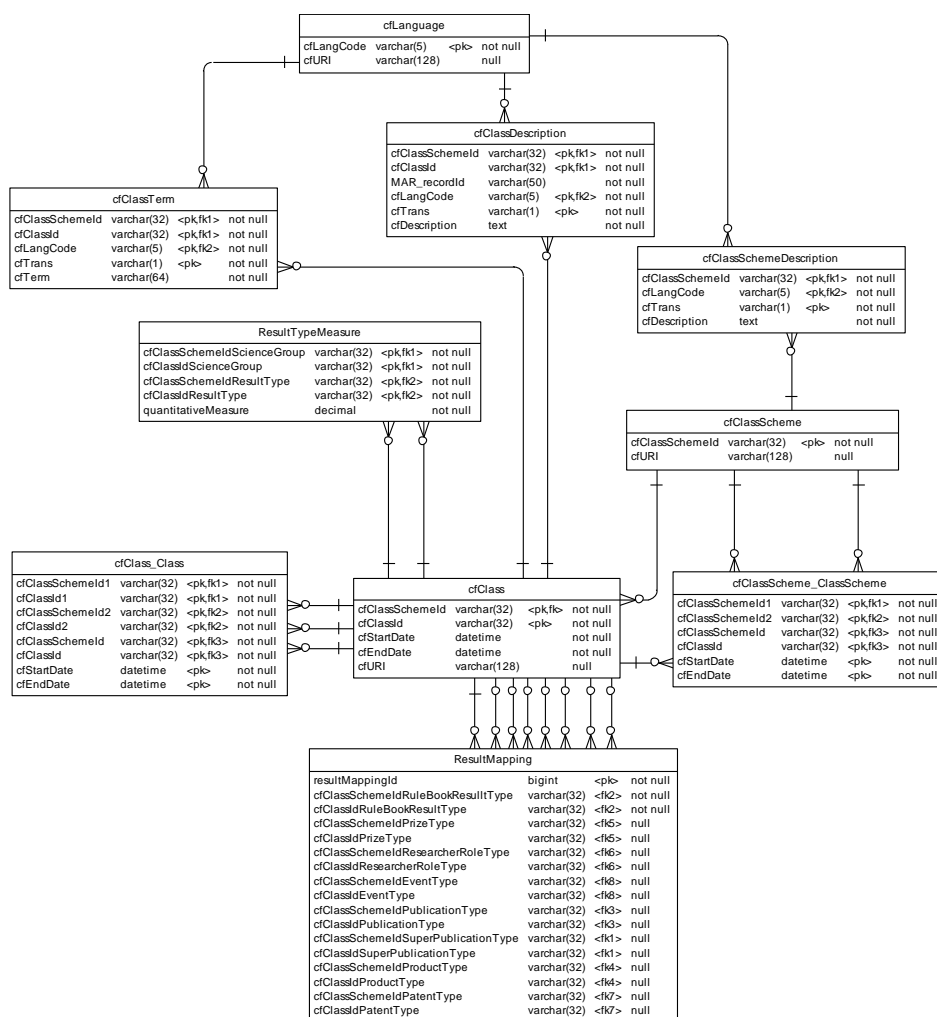 cfLanguage
cfLangCode varchar(5) <pk> not null
cfURI varchar(128) null
cfClassDescription
cfClassSchemeId varchar(32) <pk,fk1> not null
cfClassId varchar(32) <pk,fk1> not null
MAR_recordId varchar(50) not null
cfLangCode varchar(5) <pk,fk2> not null
cfTrans varchar(1) <pk> not null
cfDescription text not null
cfClassTerm
cfClassSchemeId varchar(32) <pk,fk1> not null
cfClassId varchar(32) <pk,fk1> not null
cfLangCode varchar(5) <pk,fk2> not null
cfTrans varchar(1) <pk> not null
cfTerm varchar(64) not null
cfClassSchemeDescription
cfClassSchemeId varchar(32) <pk,fk1> not null
cfLangCode varchar(5) <pk,fk2> not null
cfTrans varchar(1) <pk> not null
cfDescription text not null
ResultTypeMeasure
cfClassSchemeIdScienceGroup varchar(32) <pk,fk1> not null
cfClassIdScienceGroup varchar(32) <pk,fk1> not null
cfClassSchemeIdResultType varchar(32) <pk,fk2> not null
cfClassIdResultType varchar(32) <pk,fk2> not null
quantitativeMeasure decimal not null
cfClassScheme
cfClassSchemeId varchar(32) <pk> not null
cfURI varchar(128) null
cfClass_Class
cfClassSchemeId1 varchar(32) <pk,fk1> not null
cfClassId1 varchar(32) <pk,fk1> not null
cfClassSchemeId2 varchar(32) <pk,fk2> not null
cfClassId2 varchar(32) <pk,fk2> not null
cfClassSchemeId varchar(32) <pk,fk3> not null
cfClassId varchar(32) <pk,fk3> not null
cfStartDate datetime <pk> not null
cfEndDate datetime <pk> not null
cfClass
cfClassSchemeId varchar(32) <pk,fk> not null
cfClassId varchar(32) <pk> not null
cfStartDate datetime not null
cfEndDate datetime not null
cfURI varchar(128) null
cfClassScheme_ClassScheme
cfClassSchemeId1 varchar(32) <pk,fk1> not null
cfClassSchemeId2 varchar(32) <pk,fk2> not null
cfClassSchemeId varchar(32) <pk,fk3> not null
cfClassId varchar(32) <pk,fk3> not null
cfStartDate datetime <pk> not null
cfEndDate datetime <pk> not null
ResultMapping
resultMappingId bigint <pk> not null
cfClassSchemeIdRuleBookResulltType varchar(32) <fk2> not null
cfClassIdRuleBookResultType varchar(32) <fk2> not null
cfClassSchemeIdPrizeType varchar(32) <fk5> null
cfClassIdPrizeType varchar(32) <fk5> null
cfClassSchemeIdResearcherRoleType varchar(32) <fk6> null
cfClassIdResearcherRoleType varchar(32) <fk6> null
cfClassSchemeIdEventType varchar(32) <fk8> null
cfClassIdEventType varchar(32) <fk8> null
cfClassSchemeIdPublicationType varchar(32) <fk3> null
cfClassIdPublicationType varchar(32) <fk3> null
cfClassSchemeIdSuperPublicationType varchar(32) <fk1> null
cfClassIdSuperPublicationType varchar(32) <fk1> null
cfClassSchemeIdProductType varchar(32) <fk4> null
cfClassIdProductType varchar(32) <fk4> null
cfClassSchemeIdPatentType varchar(32) <fk7> null
cfClassIdPatentType varchar(32) <fk7> null